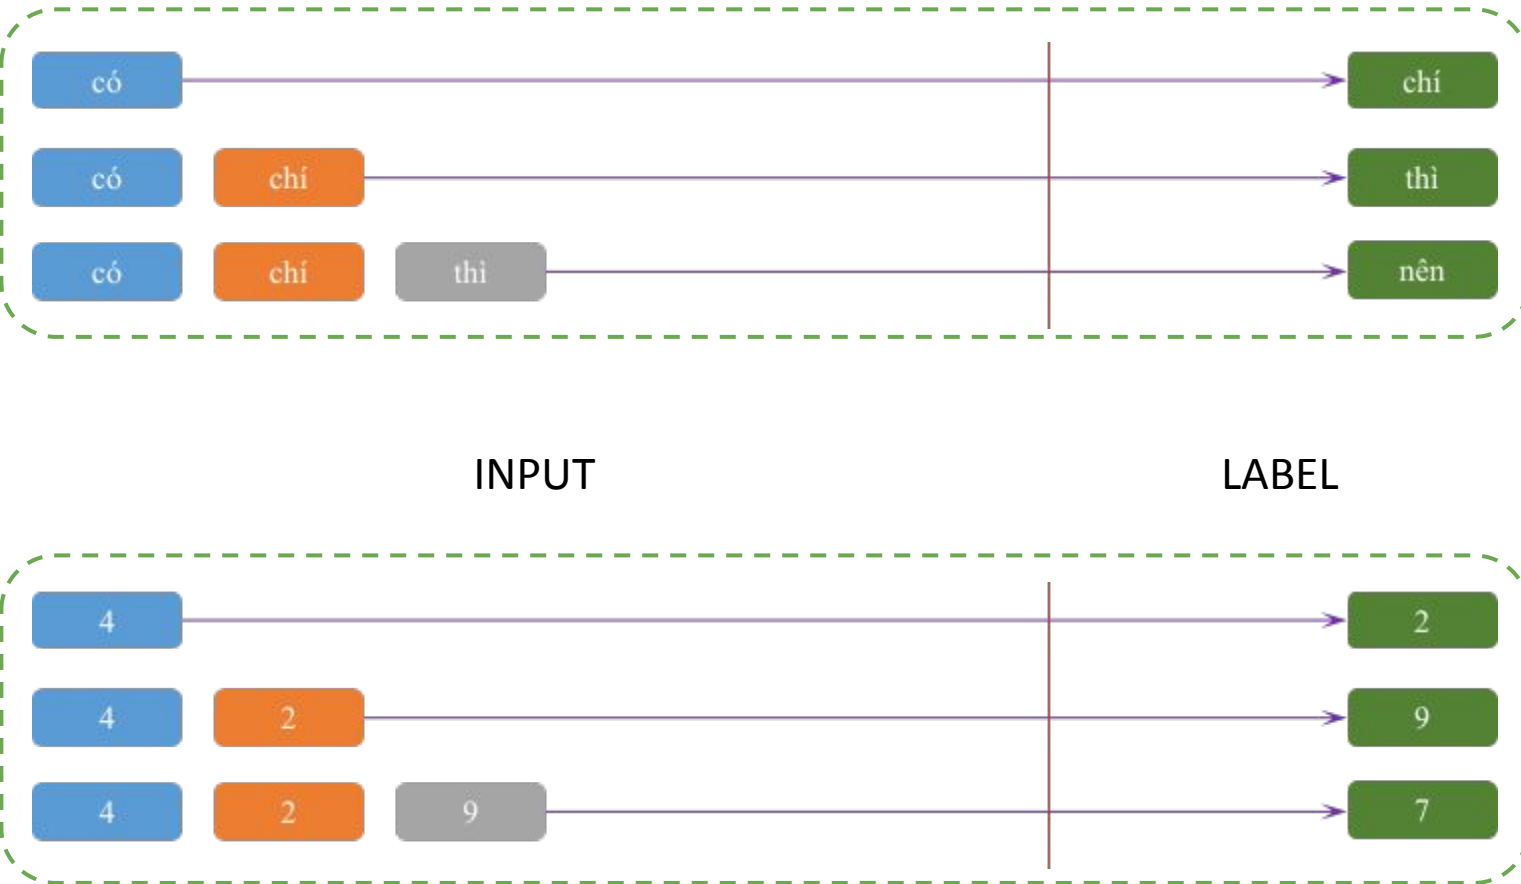 có chí
có chí thì
có chí thì nên
INPUT LABEL
4 2
4 2 9
4 2 9 7